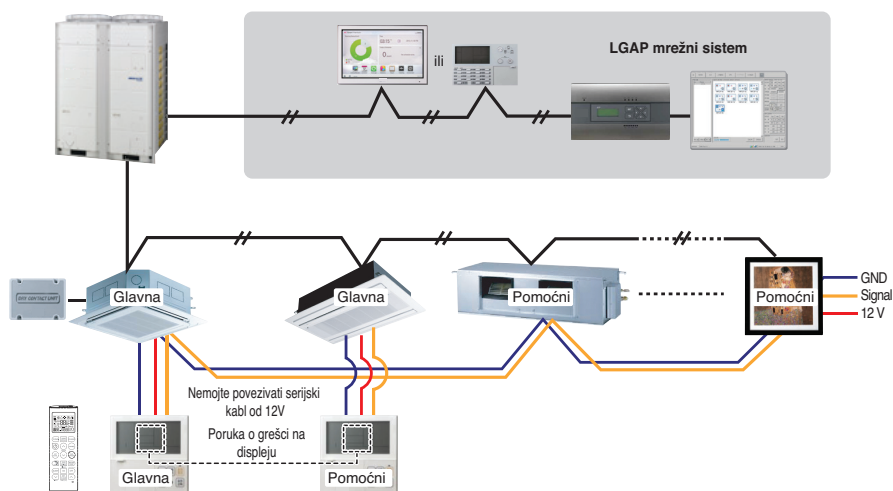 ili
LGAP mrežni sistem
DRY CONTACT UNIT
Glavna
Glavna
Pomoćni
Pomoćni
GND
Signal
12 V
Nemojte povezivati serijski
kabl od 12V
Poruka o grešci na
displeju
Glavna
Pomoćni